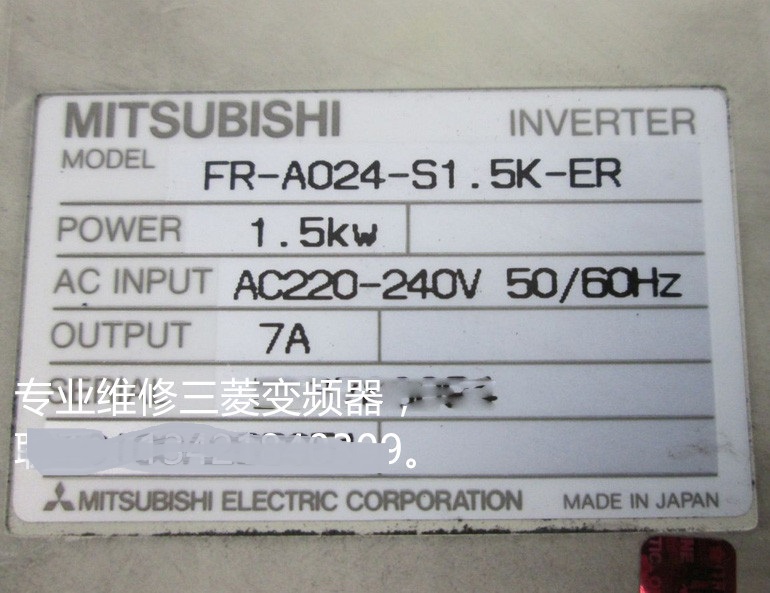 MITSUBISHI INVERTER
MODEL FR-A024-S1.5K-ER
POWER 1.5kw
AC INPUT AC220-240V 50/60Hz
OUTPUT 7A
专业维修三菱变频器，
MITSUBISHI ELECTRIC CORPORATION MADE IN JAPAN